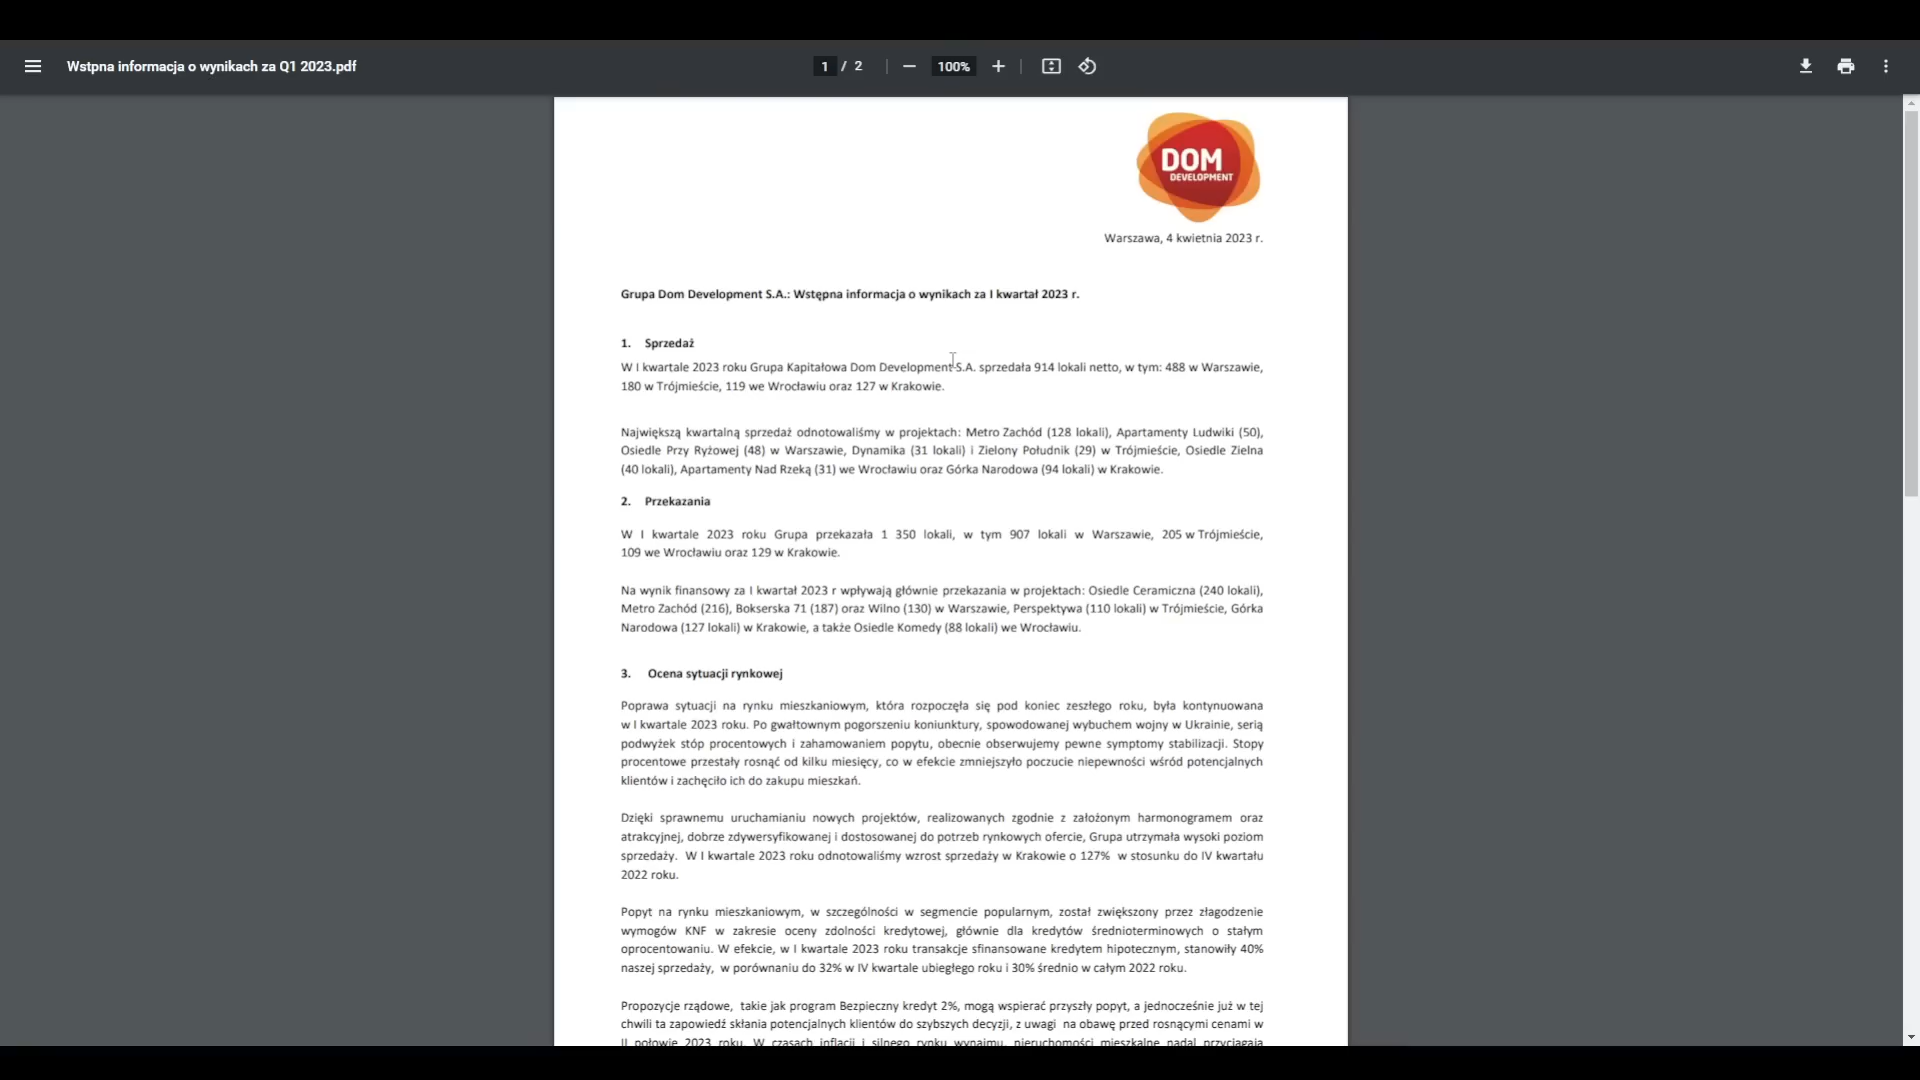 Wstpna informacja o wynikach za Q1 2023.pdf
1 / 2
100%
DOM
DEVELOPMENT
Warszawa, 4 kwietnia 2023 r.
Grupa Dom Development S.A.: Wstępna informacja o wynikach za I kwartał 2023 r.
1. Sprzedaż
W I kwartale 2023 roku Grupa Kapitałowa Dom Development S.A. sprzedała 914 lokali netto, w tym: 488 w Warszawie,
180 w Trójmieście, 119 we Wrocławiu oraz 127 w Krakowie.
Największą kwartalną sprzedaż odnotowaliśmy w projektach: Metro Zachód (128 lokali), Apartamenty Ludwiki (50),
Osiedle Przy Ryżowej (48) w Warszawie, Dynamika (31 lokali) i Zielony Południk (29) w Trójmieście, Osiedle Zielna
(40 lokali), Apartamenty Nad Rzeką (31) we Wrocławiu oraz Górka Narodowa (94 lokali) w Krakowie.
2. Przekazania
W I kwartale 2023 roku Grupa przekazała 1 350 lokali, w tym 907 lokali w Warszawie, 205 w Trójmieście,
109 we Wrocławiu oraz 129 w Krakowie.
Na wynik finansowy za I kwartał 2023 r wpływają głównie przekazania w projektach: Osiedle Ceramiczna (240 lokali),
Metro Zachód (216), Bokserska 71 (187) oraz Wilno (130) w Warszawie, Perspektywa (110 lokali) w Trójmieście, Górka
Narodowa (127 lokali) w Krakowie, a także Osiedle Komedy (88 lokali) we Wrocławiu.
3. Ocena sytuacji rynkowej
Poprawa sytuacji na rynku mieszkaniowym, która rozpoczęła się pod koniec zeszłego roku, była kontynuowana
w I kwartale 2023 roku. Po gwałtownym pogorszeniu koniunktury, spowodowanej wybuchem wojny w Ukrainie, serią
podwyżek stóp procentowych i zahamowaniem popytu, obecnie obserwujemy pewne symptomy stabilizacji. Stopy
procentowe przestały rosnąć od kilku miesięcy, co w efekcie zmniejszyło poczucie niepewności wśród potencjalnych
klientów i zachęciło ich do zakupu mieszkań.
Dzięki sprawnemu uruchamianiu nowych projektów, realizowanych zgodnie z założonym harmonogramem oraz
atrakcyjnej, dobrze zdywersyfikowanej i dostosowanej do potrzeb rynkowych ofercie, Grupa utrzymała wysoki poziom
sprzedaży. W I kwartale 2023 roku odnotowaliśmy wzrost sprzedaży w Krakowie o 127% w stosunku do IV kwartału
2022 roku.
Popyt na rynku mieszkaniowym, w szczególności w segmencie popularnym, został zwiększony przez złagodzenie
wymogów KNF w zakresie oceny zdolności kredytowej, głównie dla kredytów średnioterminowych o stałym
oprocentowaniu. W efekcie, w I kwartale 2023 roku transakcje sfinansowane kredytem hipotecznym, stanowiły 40%
naszej sprzedaży, w porównaniu do 32% w IV kwartale ubiegłego roku i 30% średnio w całym 2022 roku.
Propozycje rządowe, takie jak program Bezpieczny kredyt 2%, mogą wspierać przyszły popyt, a jednocześnie już w tej
chwili ta zapowiedź skłania potencjalnych klientów do szybszych decyzji, z uwagi na obawę przed rosnącymi cenami w
II połowie 2023 roku. W czasach inflacji i silnego rynku wynajmu, nieruchomości mieszkalne nadal przyciągają